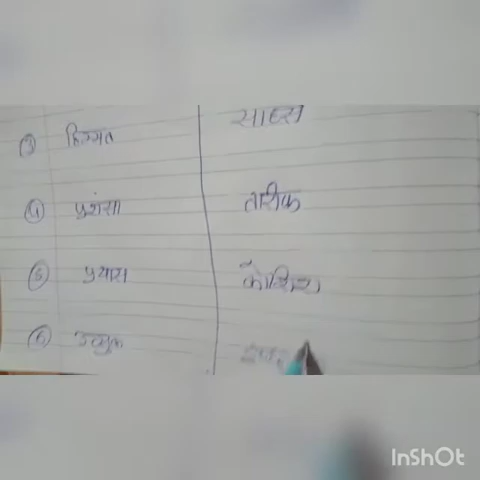 ③ हिम्मत साहस
④ प्रशंसा तारीफ
⑤ प्रयास कोशिश
⑥ उत्सुक
InShOt